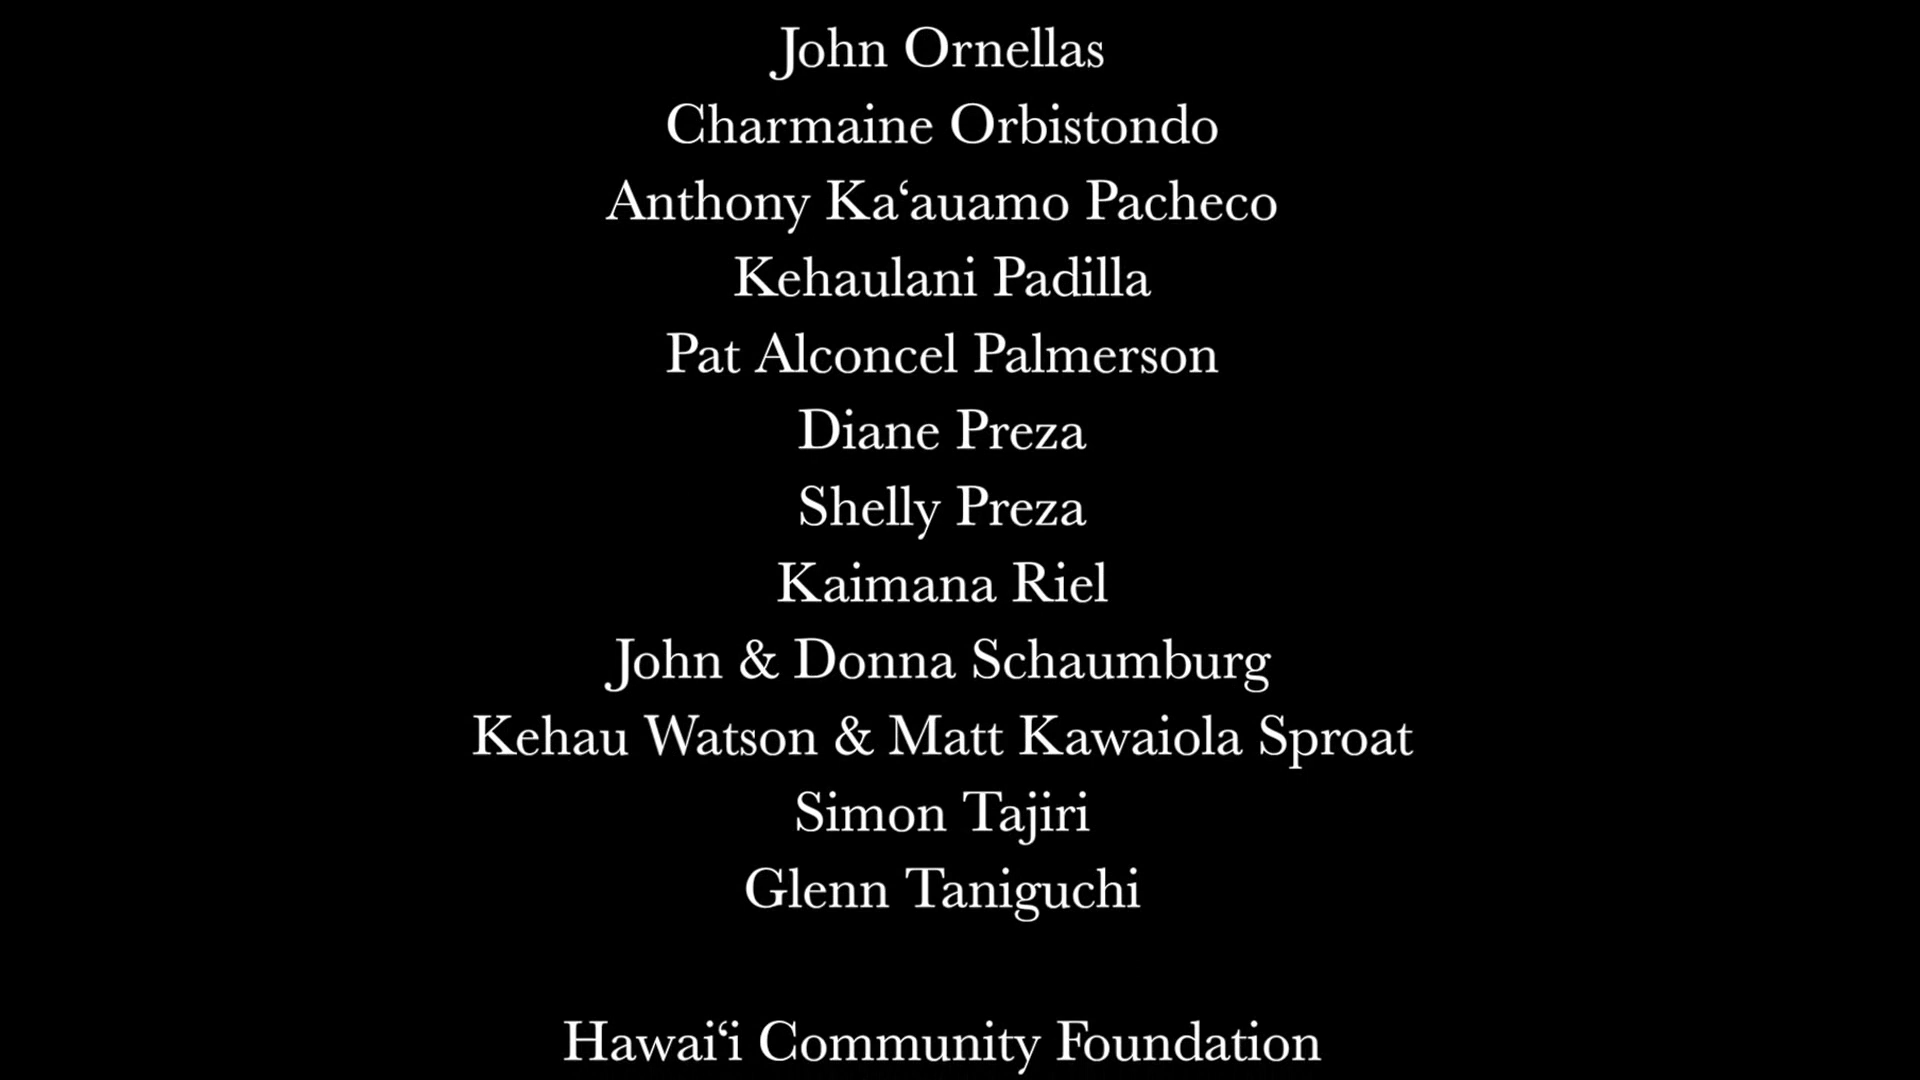 John Ornellas
Charmaine Orbistondo
Anthony Ka‘auamo Pacheco
Kehaulani Padilla
Pat Alconcel Palmerson
Diane Preza
Shelly Preza
Kaimana Riel
John & Donna Schaumburg
Kehau Watson & Matt Kawaiola Sproat
Simon Tajiri
Glenn Taniguchi
Hawai‘i Community Foundation